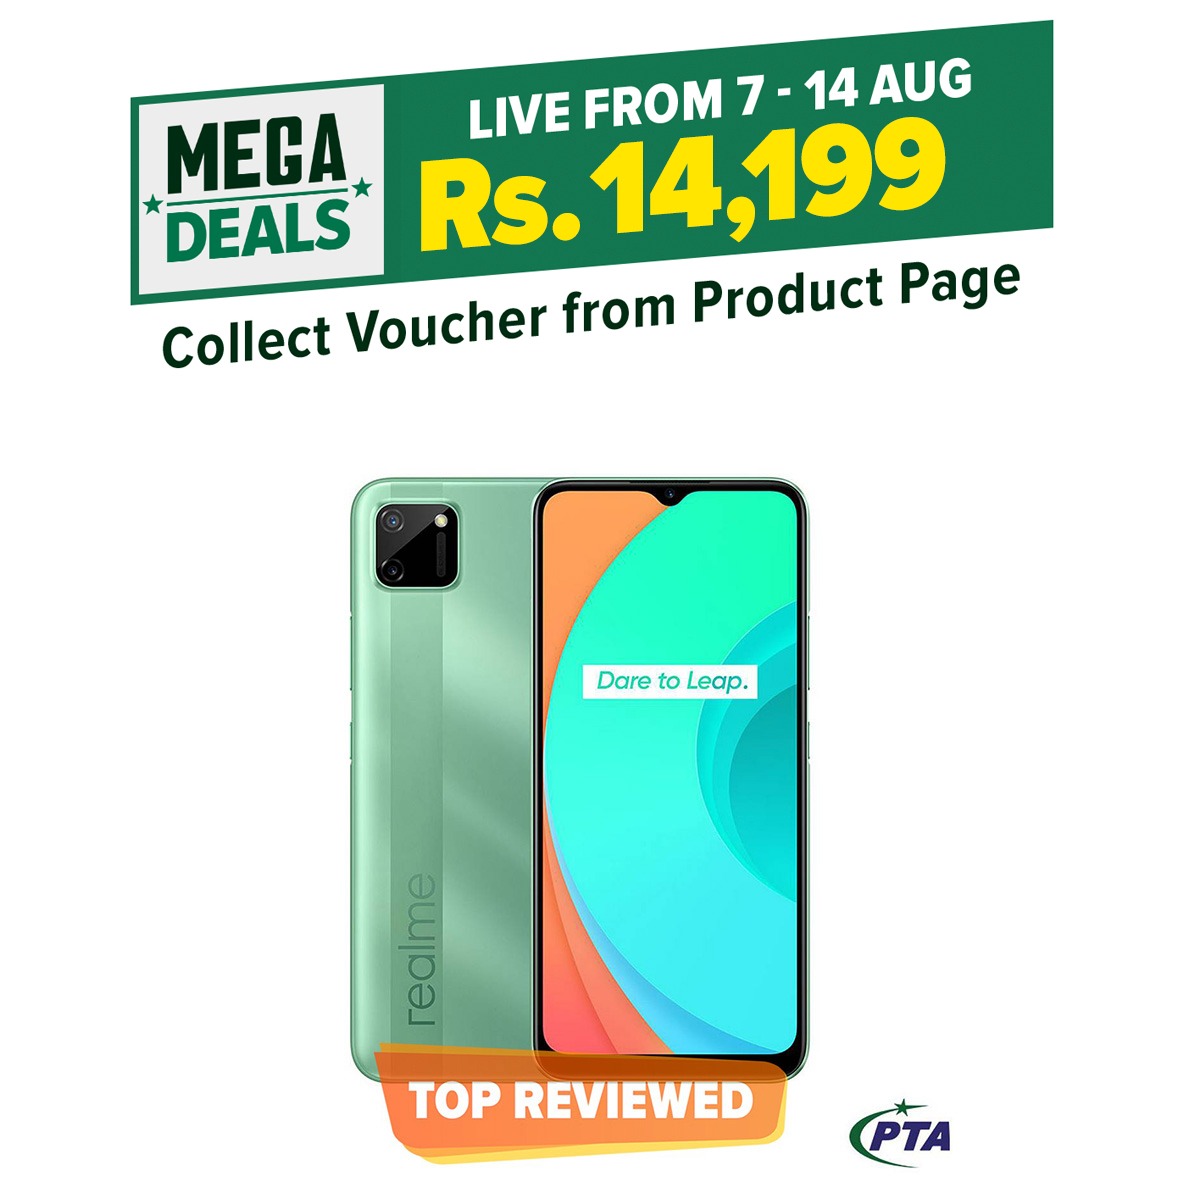 MEGA
DEALS
LIVE FROM 7 - 14 AUG
Rs. 14,199
Collect Voucher from Product Page
Dare to Leap.
realme
TOP REVIEWED
PTA